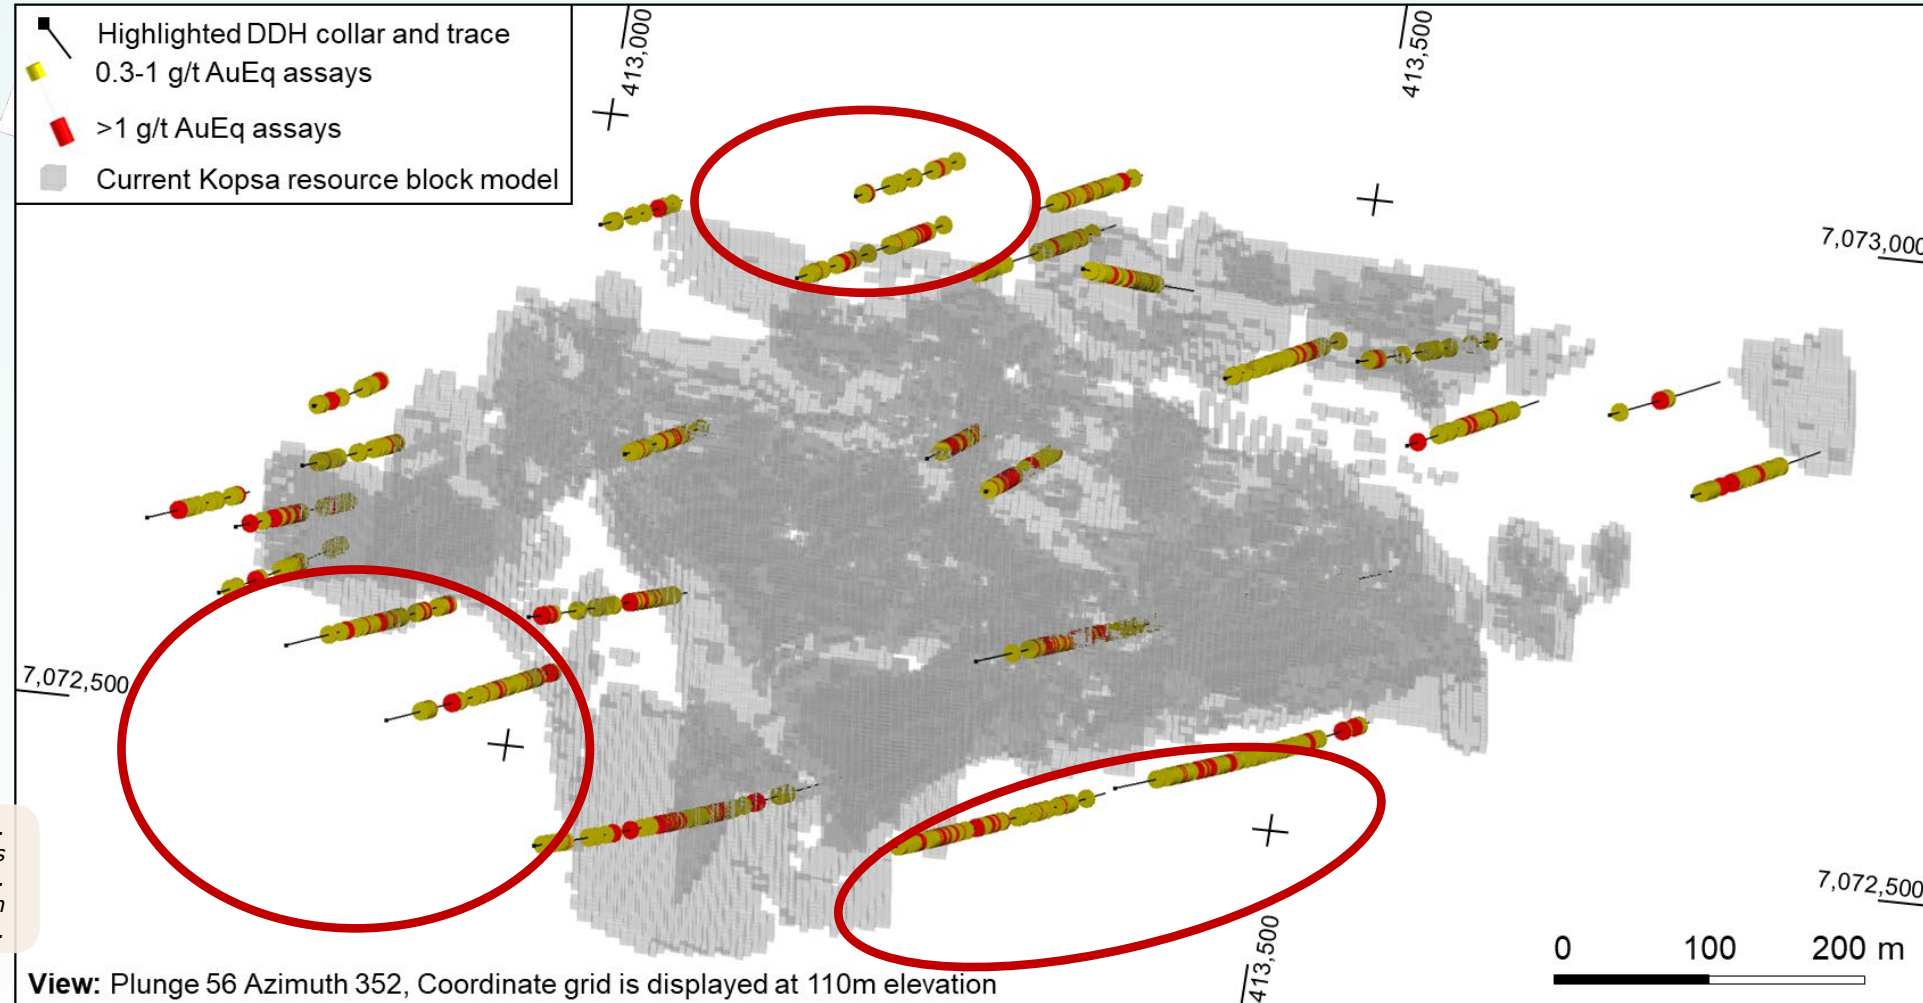 Highlighted DDH collar and trace
0.3-1 g/t AuEq assays
>1 g/t AuEq assays
Current Kopsa resource block model
413,000
413,500
7,073,000
7,072,500
7,072,500
413,500
0 100 200 m
View: Plunge 56 Azimuth 352, Coordinate grid is displayed at 110m elevation